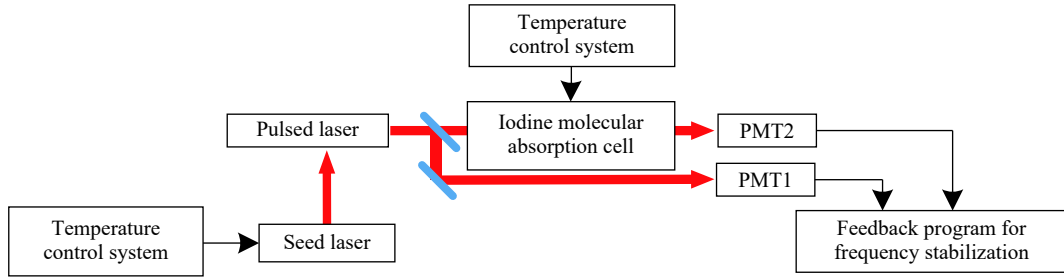 Temperature
control system
Pulsed laser
Iodine molecular
absorption cell
PMT2
PMT1
Temperature
control system
Seed laser
Feedback program for
frequency stabilization